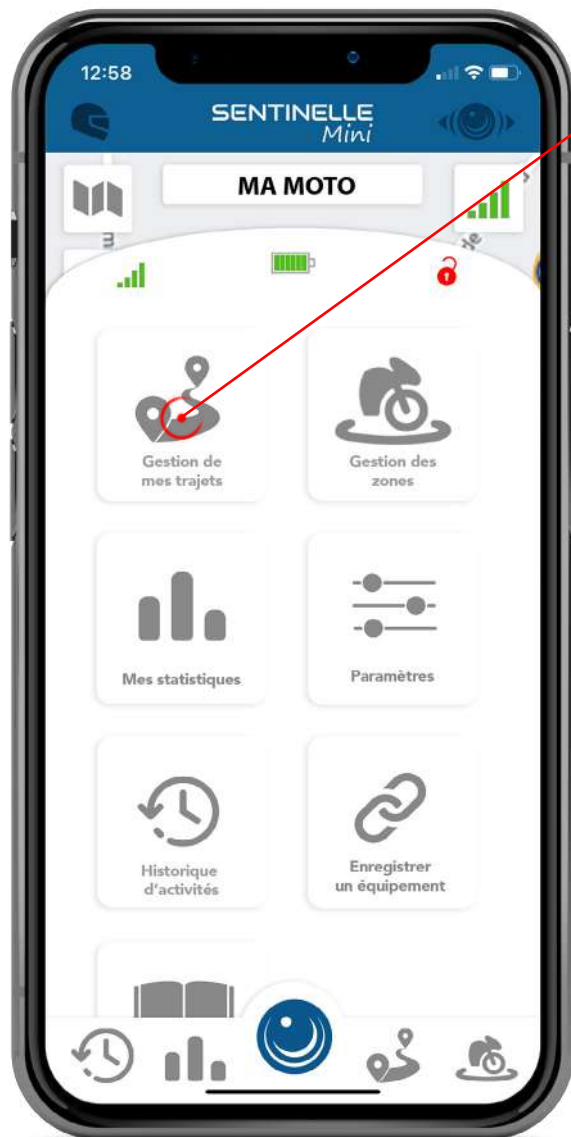 12:58
SENTINELLE
Mini
MA MOTO
Gestion de
mes trajets
Gestion des
zones
Mes statistiques
Paramètres
Historique
d'activités
Enregistrer
un équipement